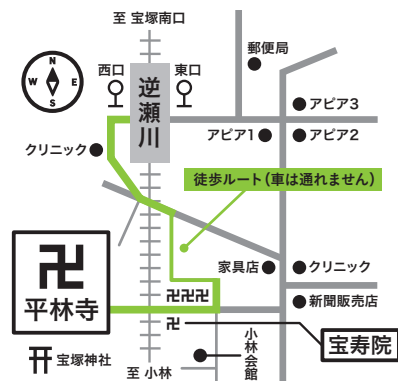 至 宝塚南口
N
W E
S
西口
東口
逆瀬川
郵便局
アピア3
アピア1
アピア2
クリニック
徒歩ルート（車は通れません）
卍
平林寺
家具店
クリニック
卍卍卍
新聞販売店
卍
宝寿院
小林会館
宝塚神社
至 小林